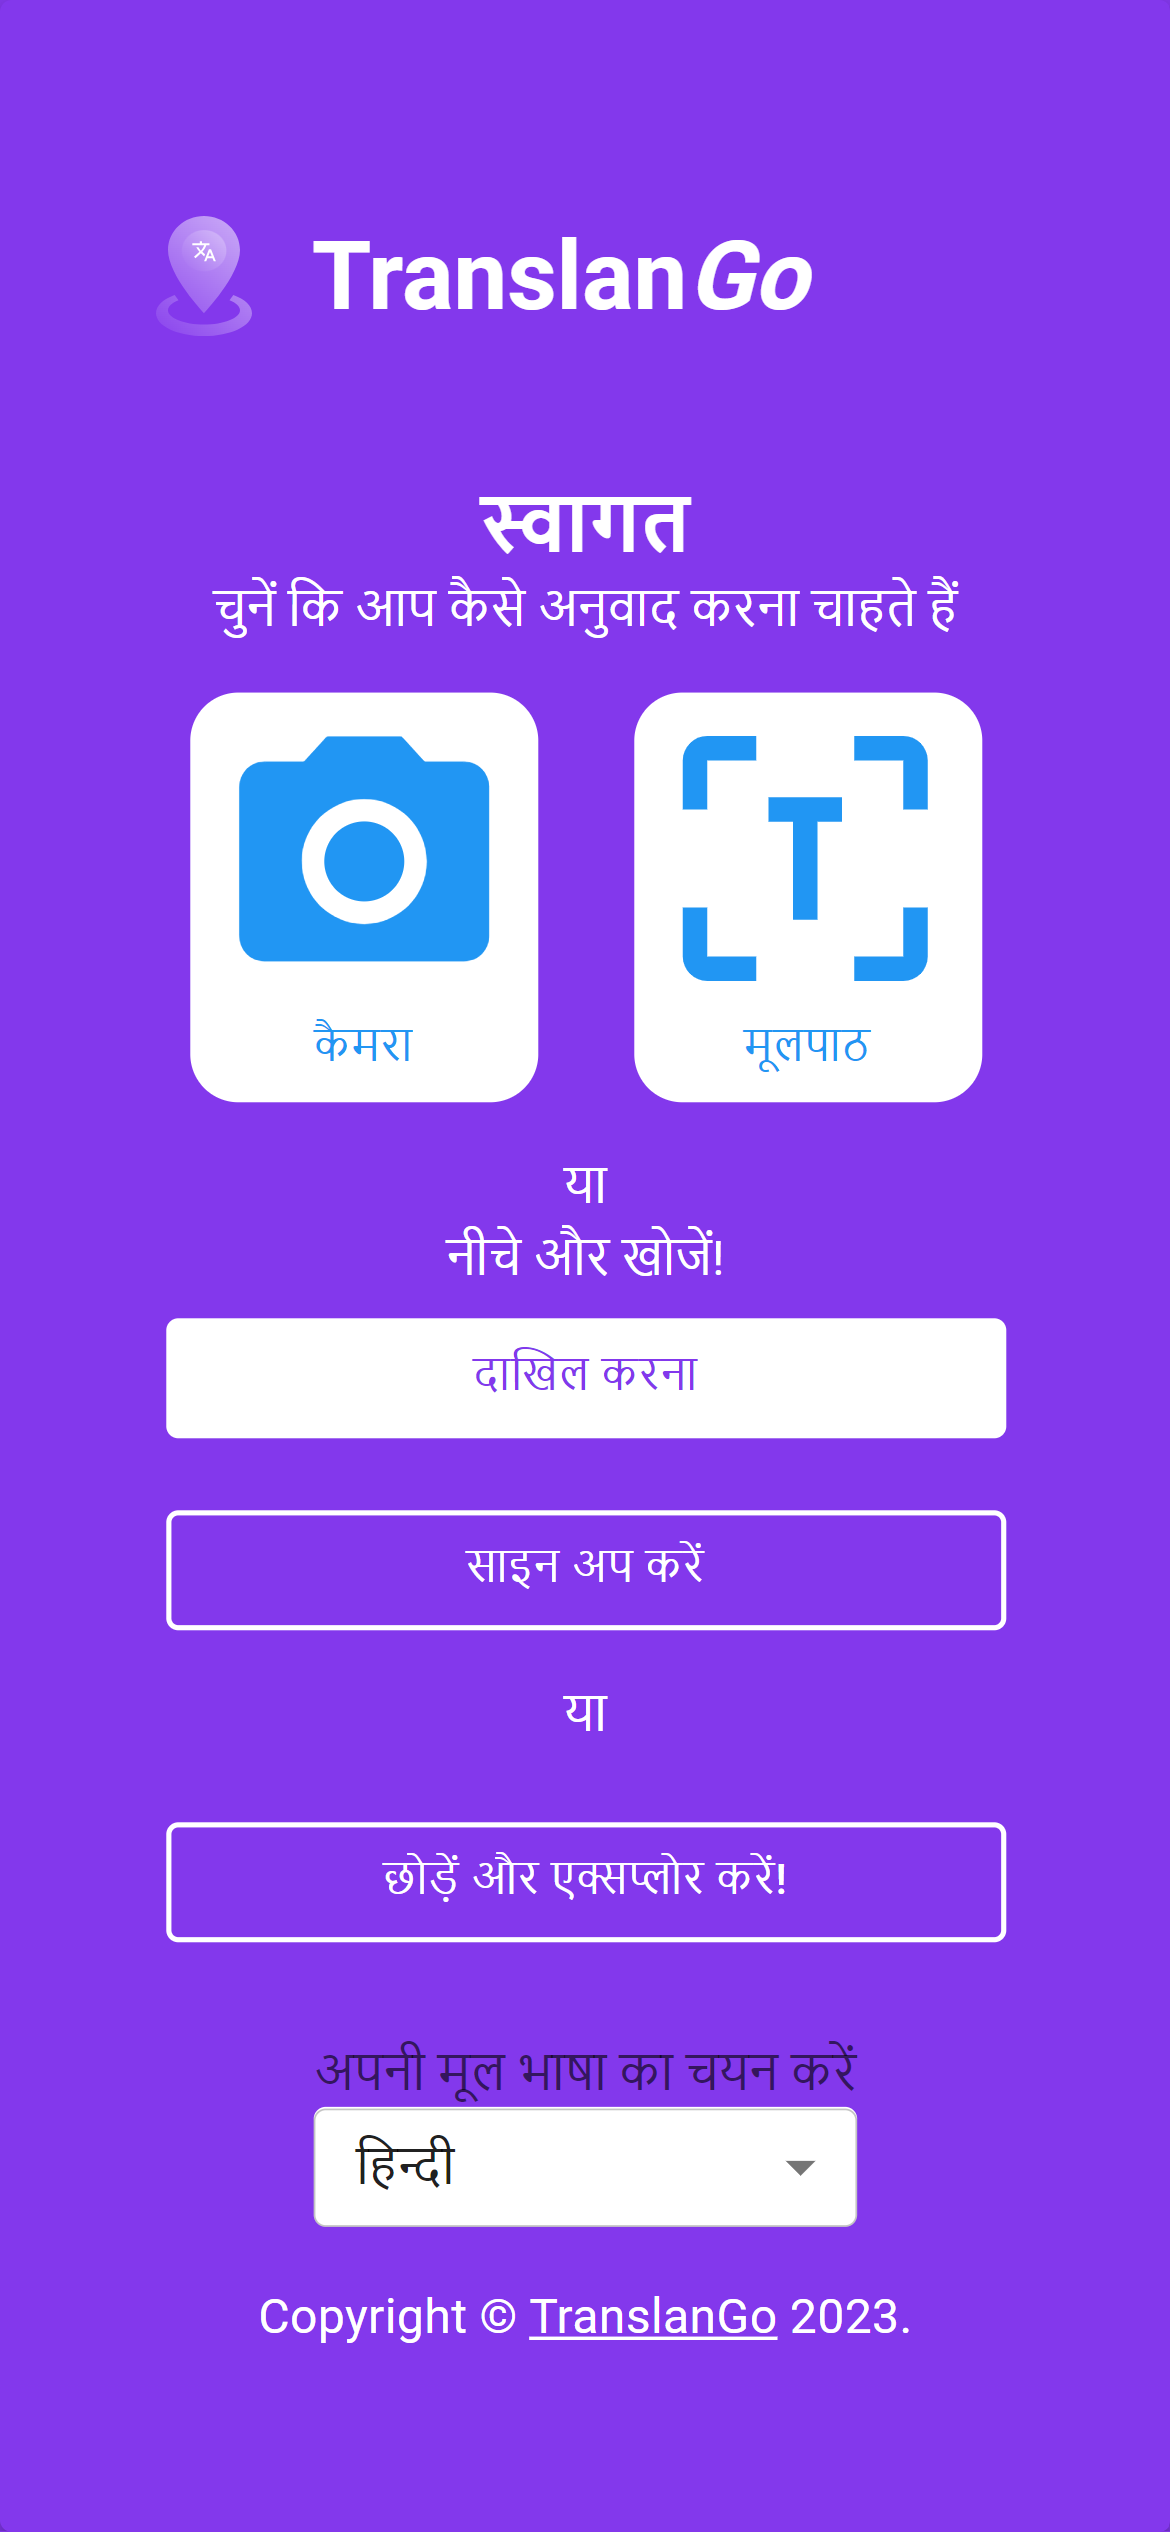 TranslanGo
स्वागत
चुनें कि आप कैसे अनुवाद करना चाहते हैं
कैमरा
मूलपाठ
या
नीचे और खोजें!
दाखिल करना
साइन अप करें
या
छोड़ें और एक्सप्लोर करें!
अपनी मूल भाषा का चयन करें
हिन्दी
Copyright © TranslanGo 2023.